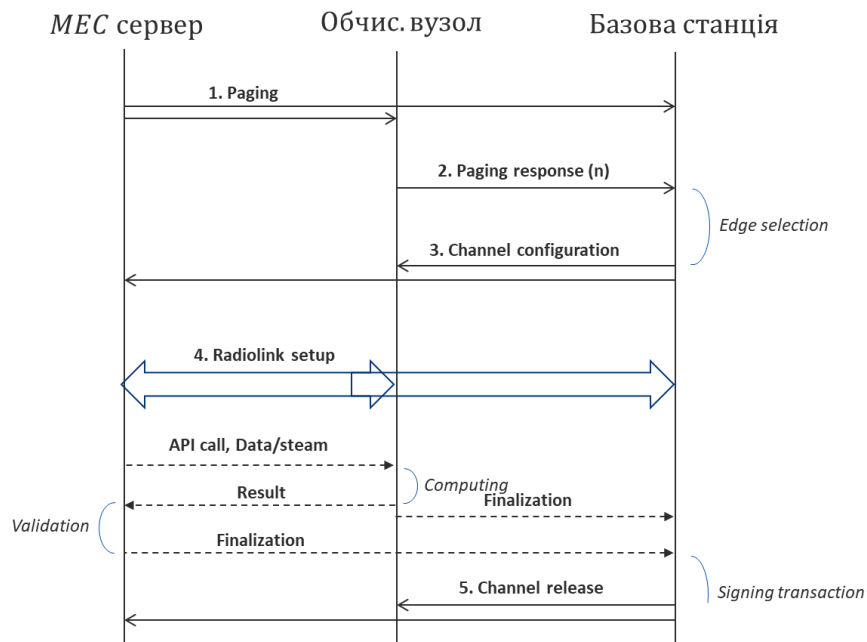 MEC сервер
Обчис. вузол
Базова станція
1. Paging
2. Paging response (n)
Edge selection
3. Channel configuration
4. Radiolink setup
API call, Data/steam
Computing
Result
Finalization
Validation
Finalization
5. Channel release
Signing transaction